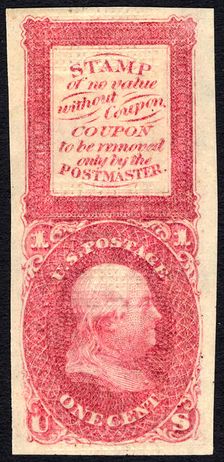 STAMP
of no value
without Coupon.
COUPON
to be removed
only by the
POSTMASTER.
1 1
U.S. POSTAGE
ONE CENT
U S